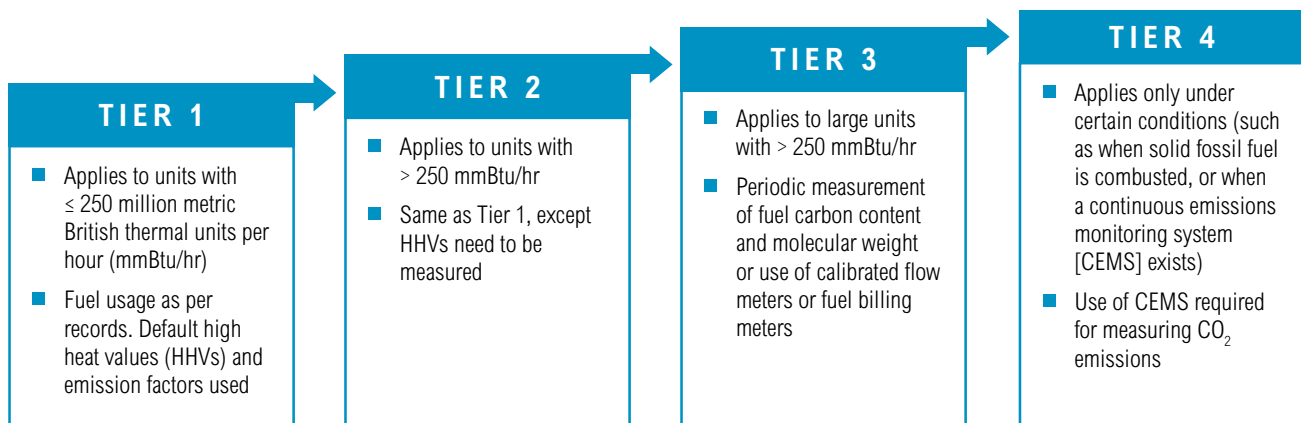 TIER 1
■ Applies to units with
≤ 250 million metric
British thermal units per
hour (mmBtu/hr)
■ Fuel usage as per
records. Default high
heat values (HHVs) and
emission factors used
TIER 2
■ Applies to units with
> 250 mmBtu/hr
■ Same as Tier 1, except
HHVs need to be
measured
TIER 3
■ Applies to large units
with > 250 mmBtu/hr
■ Periodic measurement
of fuel carbon content
and molecular weight
or use of calibrated flow
meters or fuel billing
meters
TIER 4
■ Applies only under
certain conditions (such
as when solid fossil fuel
is combusted, or when
a continuous emissions
monitoring system
[CEMS] exists)
■ Use of CEMS required
for measuring CO₂
emissions